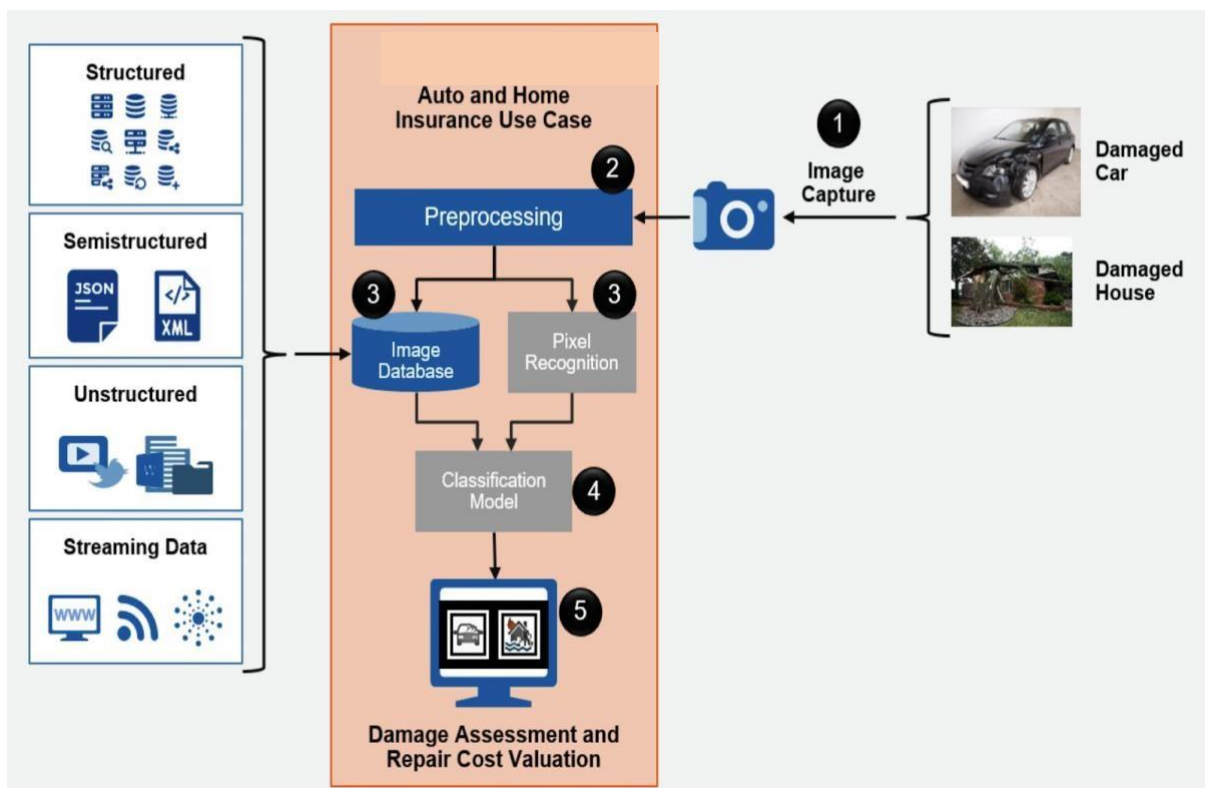 Structured
Semistructured
JSON
</>
XML
Unstructured
W
Streaming Data
WWW
Auto and Home
Insurance Use Case
2
Preprocessing
3
Image
Database
3
Pixel
Recognition
Classification
Model
4
5
Damage Assessment and
Repair Cost Valuation
1
Image
Capture
Damaged
Car
Damaged
House